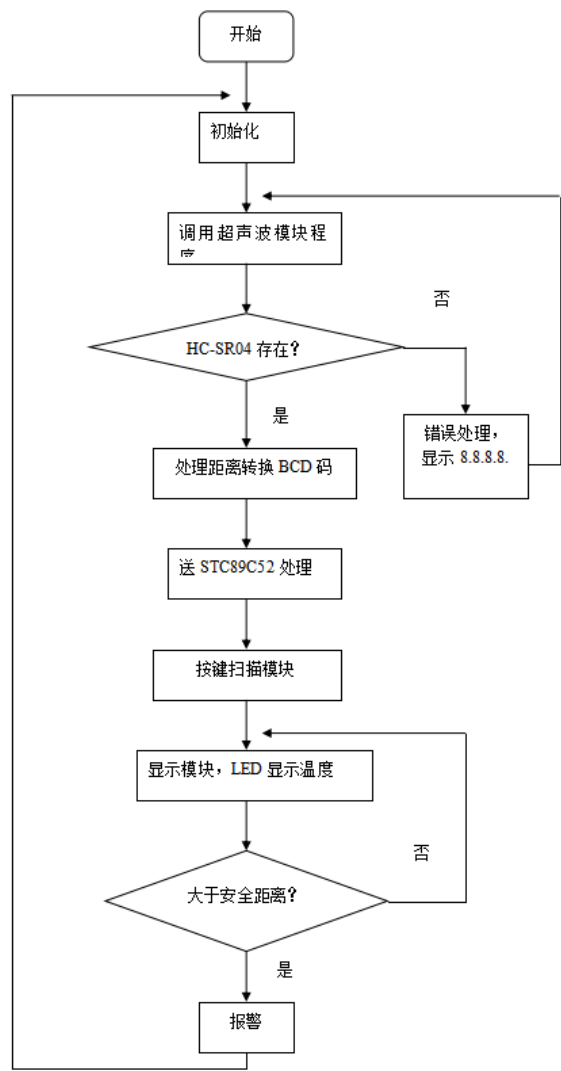 开始
初始化
调用超声波模块程
序
否
HC-SR04 存在?
是
错误处理，
显示 8.8.8.8.
处理距离转换 BCD 码
送 STC89C52 处理
按键扫描模块
显示模块，LED 显示温度
否
大于安全距离?
是
报警